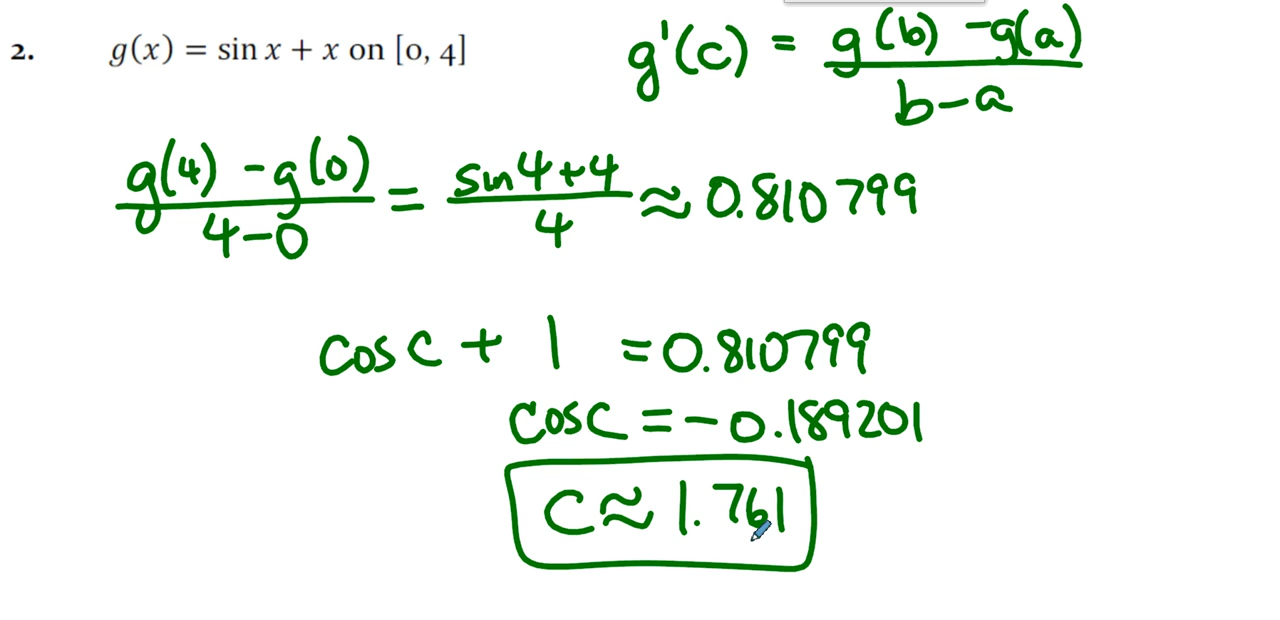 2. g(x) = sin x + x on [0, 4]
g'(c) = (g(b) - g(a))/(b - a)
(g(4) - g(0))/(4 - 0) = (sin 4 + 4)/4 ≈ 0.810799
cos c + 1 = 0.810799
cos c = -0.189201
c ≈ 1.761